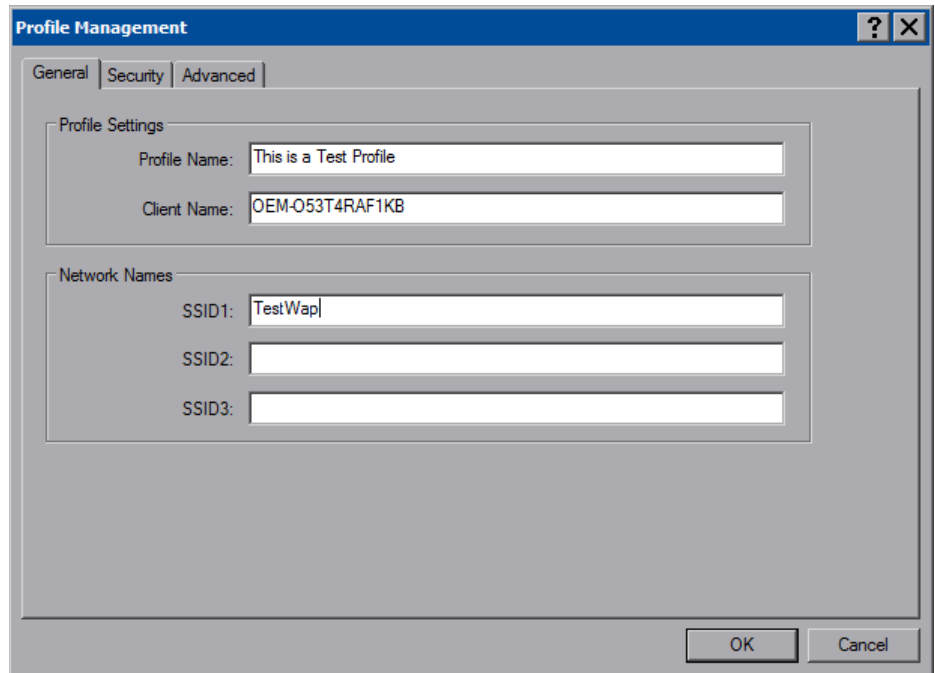 Profile Management
General Security Advanced
Profile Settings
Profile Name: This is a Test Profile
Client Name: OEM-O53T4RAF1KB
Network Names
SSID1: TestWap
SSID2:
SSID3:
OK Cancel